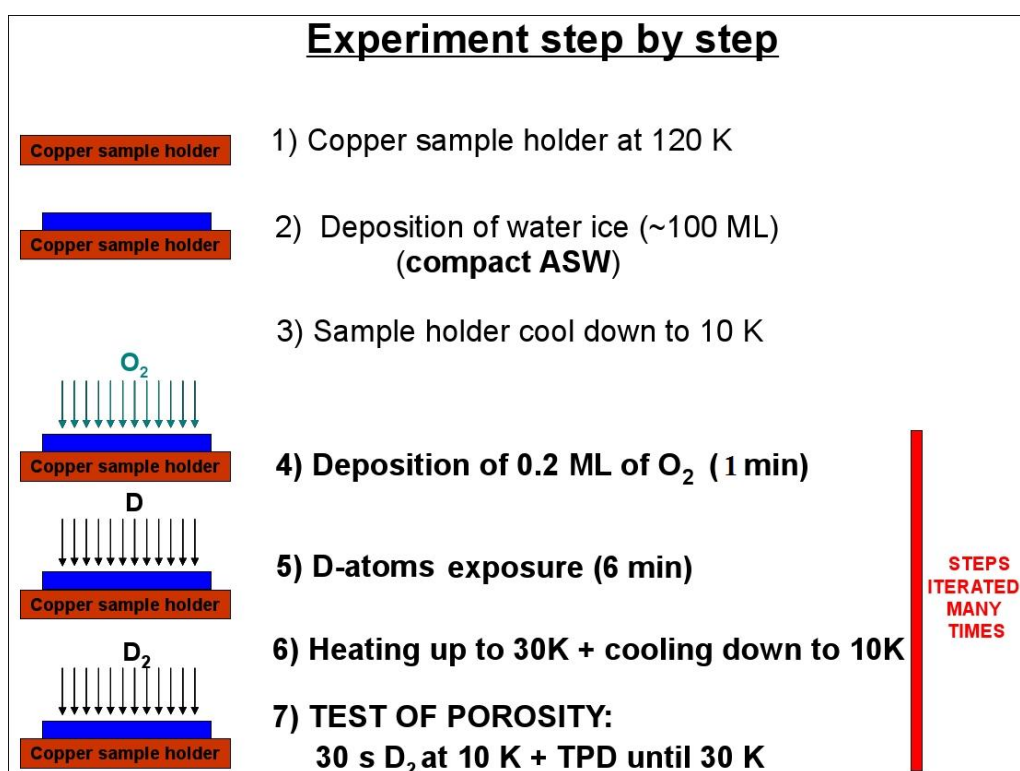 Experiment step by step
Copper sample holder
1) Copper sample holder at 120 K
Copper sample holder
2) Deposition of water ice (~100 ML)
(compact ASW)
3) Sample holder cool down to 10 K
O2
Copper sample holder
4) Deposition of 0.2 ML of O2 (1 min)
D
Copper sample holder
5) D-atoms exposure (6 min)
6) Heating up to 30K + cooling down to 10K
D2
Copper sample holder
7) TEST OF POROSITY:
30 s D2 at 10 K + TPD until 30 K
STEPS
ITERATED
MANY
TIMES